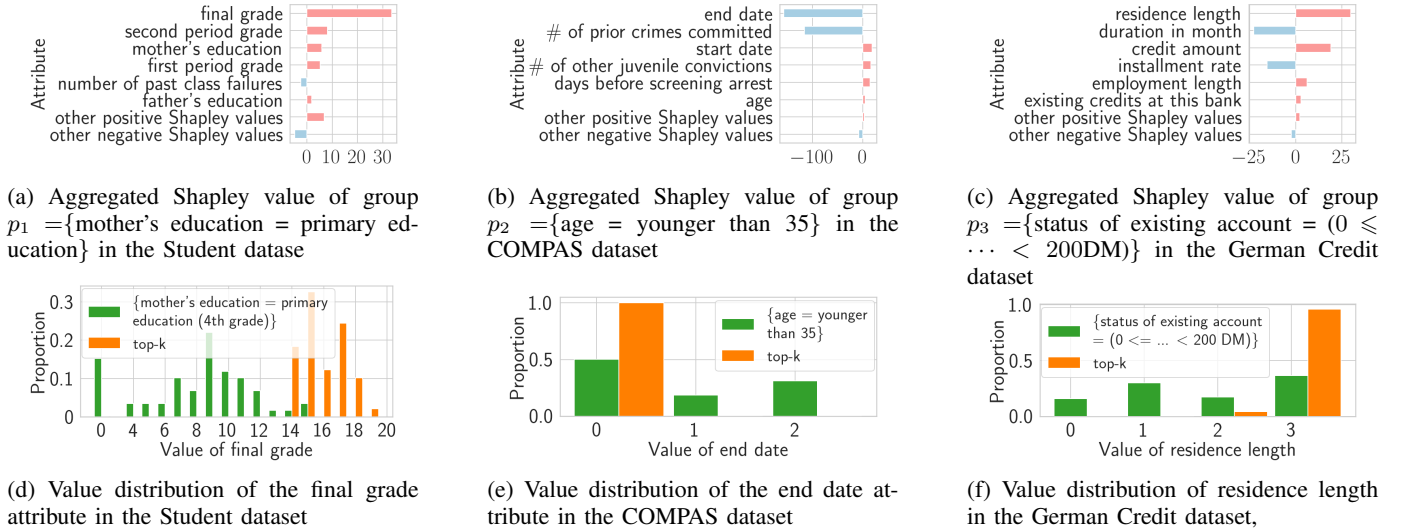 final grade
second period grade
mother's education
first period grade
number of past class failures
father's education
other positive Shapley values
other negative Shapley values
Attribute
0 10 20 30
(a) Aggregated Shapley value of group
p₁ ={mother's education = primary ed-
ucation} in the Student datase
end date
# of prior crimes committed
start date
# of other juvenile convictions
days before screening arrest
age
other positive Shapley values
other negative Shapley values
Attribute
−100 0
(b) Aggregated Shapley value of group
p₂ ={age = younger than 35} in the
COMPAS dataset
residence length
duration in month
credit amount
installment rate
employment length
existing credits at this bank
other positive Shapley values
other negative Shapley values
Attribute
−25 0 25
(c) Aggregated Shapley value of group
p₃ ={status of existing account = (0 ⩽
⋯ < 200DM)} in the German Credit
dataset
0.3
0.2
0.1
0
Proportion
{mother's education = primary
education (4th grade)}
top-k
0 4 6 8 10 12 14 16 18 20
Value of final grade
(d) Value distribution of the final grade
attribute in the Student dataset
1.0
0.5
0.0
Proportion
{age = younger
than 35}
top-k
0 1 2
Value of end date
(e) Value distribution of the end date at-
tribute in the COMPAS dataset
1.0
0.5
0.0
Proportion
{status of existing account
= (0 <= ... < 200 DM)}
top-k
0 1 2 3
Value of residence length
(f) Value distribution of residence length
in the German Credit dataset,